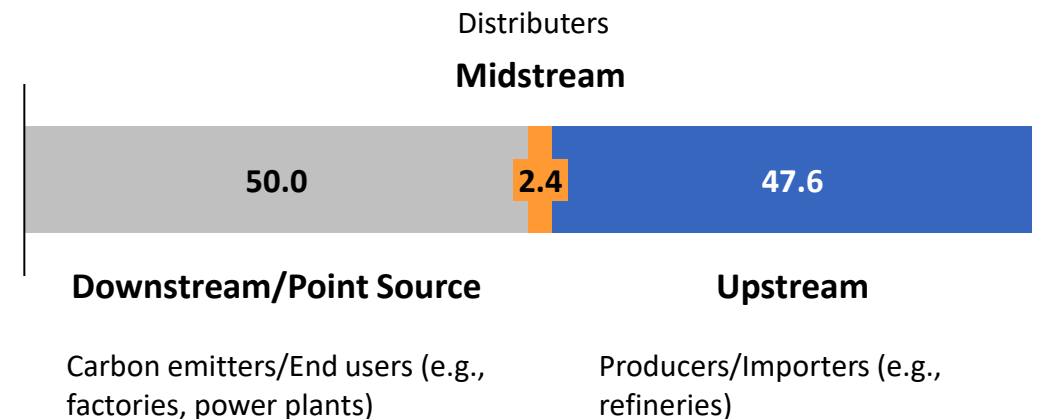 Distributers
Midstream
50.0
2.4
47.6
Downstream/Point Source
Upstream
Carbon emitters/End users (e.g.,
factories, power plants)
Producers/Importers (e.g.,
refineries)